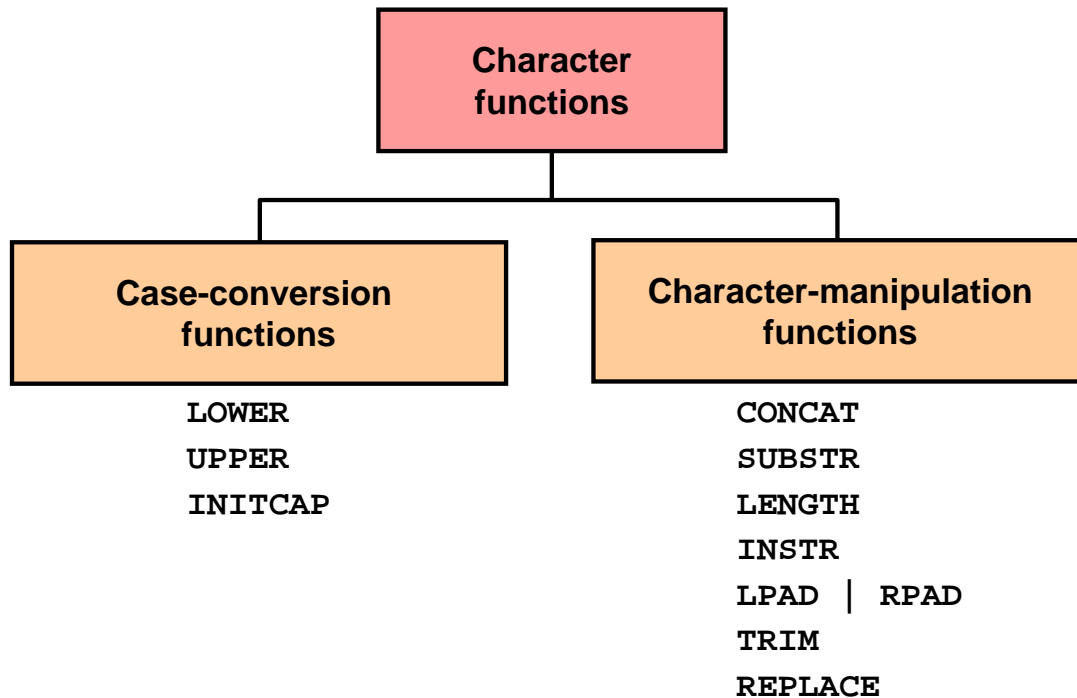 Character
functions
Case-conversion
functions
LOWER
UPPER
INITCAP
Character-manipulation
functions
CONCAT
SUBSTR
LENGTH
INSTR
LPAD | RPAD
TRIM
REPLACE